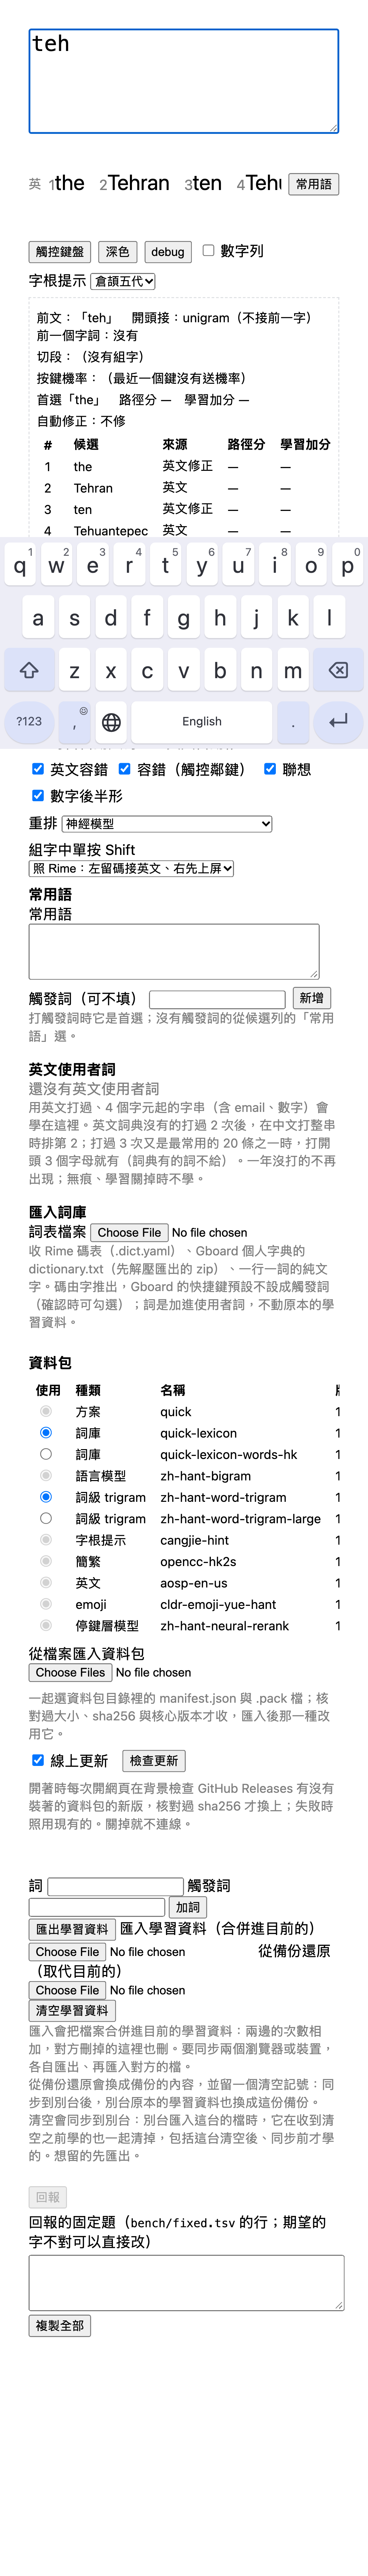 teh
英 1the 2Tehran 3ten 4Tehu 常用語
觸控鍵盤 深色 debug 數字列
字根提示 倉頡五代
前文：「teh」 開頭接：unigram（不接前一字）
前一個字詞：沒有
切段：（沒有組字）
按鍵機率：（最近一個鍵沒有送機率）
首選「the」 路徑分 — 學習加分 —
自動修正：不修
# 候選 來源 路徑分 學習加分
1 the 英文修正 — —
2 Tehran 英文 — —
3 ten 英文修正 — —
4 Tehuantepec 英文 — —
q1 w2 e3 r4 t5 y6 u7 i8 o9 p0
a s d f g h j k l
z x c v b n m
?123 , English .
英文容錯 容錯（觸控鄰鍵） 聯想
數字後半形
重排 神經模型
組字中單按 Shift
照 Rime：左留碼接英文、右先上屏
常用語
常用語
觸發詞（可不填） 新增
打觸發詞時它是首選；沒有觸發詞的從候選列的「常用
語」選。
英文使用者詞
還沒有英文使用者詞
用英文打過、4 個字元起的字串（含 email、數字）會
學在這裡。英文詞典沒有的打過 2 次後，在中文打整串
時排第 2；打過 3 次又是最常用的 20 條之一時，打開
頭 3 個字母就有（詞典有的詞不給）。一年沒打的不再
出現；無痕、學習關掉時不學。
匯入詞庫
詞表檔案 Choose File No file chosen
收 Rime 碼表（.dict.yaml）、Gboard 個人字典的
dictionary.txt（先解壓匯出的 zip）、一行一詞的純文
字。碼由字推出，Gboard 的快捷鍵預設不設成觸發詞
（確認時可勾選）；詞是加進使用者詞，不動原本的學
習資料。
資料包
使用 種類 名稱
方案 quick 1
詞庫 quick-lexicon 1
詞庫 quick-lexicon-words-hk 1
語言模型 zh-hant-bigram 1
詞級 trigram zh-hant-word-trigram 1
詞級 trigram zh-hant-word-trigram-large 1
字根提示 cangjie-hint 1
簡繁 opencc-hk2s 1
英文 aosp-en-us 1
emoji cldr-emoji-yue-hant 1
停鍵層模型 zh-hant-neural-rerank 1
從檔案匯入資料包
Choose Files No file chosen
一起選資料包目錄裡的 manifest.json 與 .pack 檔；核
對過大小、sha256 與核心版本才收，匯入後那一種改
用它。
線上更新 檢查更新
開著時每次開網頁在背景檢查 GitHub Releases 有沒有
裝著的資料包的新版，核對過 sha256 才換上；失敗時
照用現有的。關掉就不連線。
詞 觸發詞
加詞
匯出學習資料 匯入學習資料（合併進目前的）
Choose File No file chosen 從備份還原
（取代目前的）
Choose File No file chosen
清空學習資料
匯入會把檔案合併進目前的學習資料：兩邊的次數相
加，對方刪掉的這裡也刪。要同步兩個瀏覽器或裝置，
各自匯出、再匯入對方的檔。
從備份還原會換成備份的內容，並留一個清空記號：同
步到別台後，別台原本的學習資料也換成這份備份。
清空會同步到別台：別台匯入這台的檔時，它在收到清
空之前學的也一起清掉，包括這台清空後、同步前才學
的。想留的先匯出。
回報
回報的固定題（bench/fixed.tsv 的行；期望的
字不對可以直接改）
複製全部